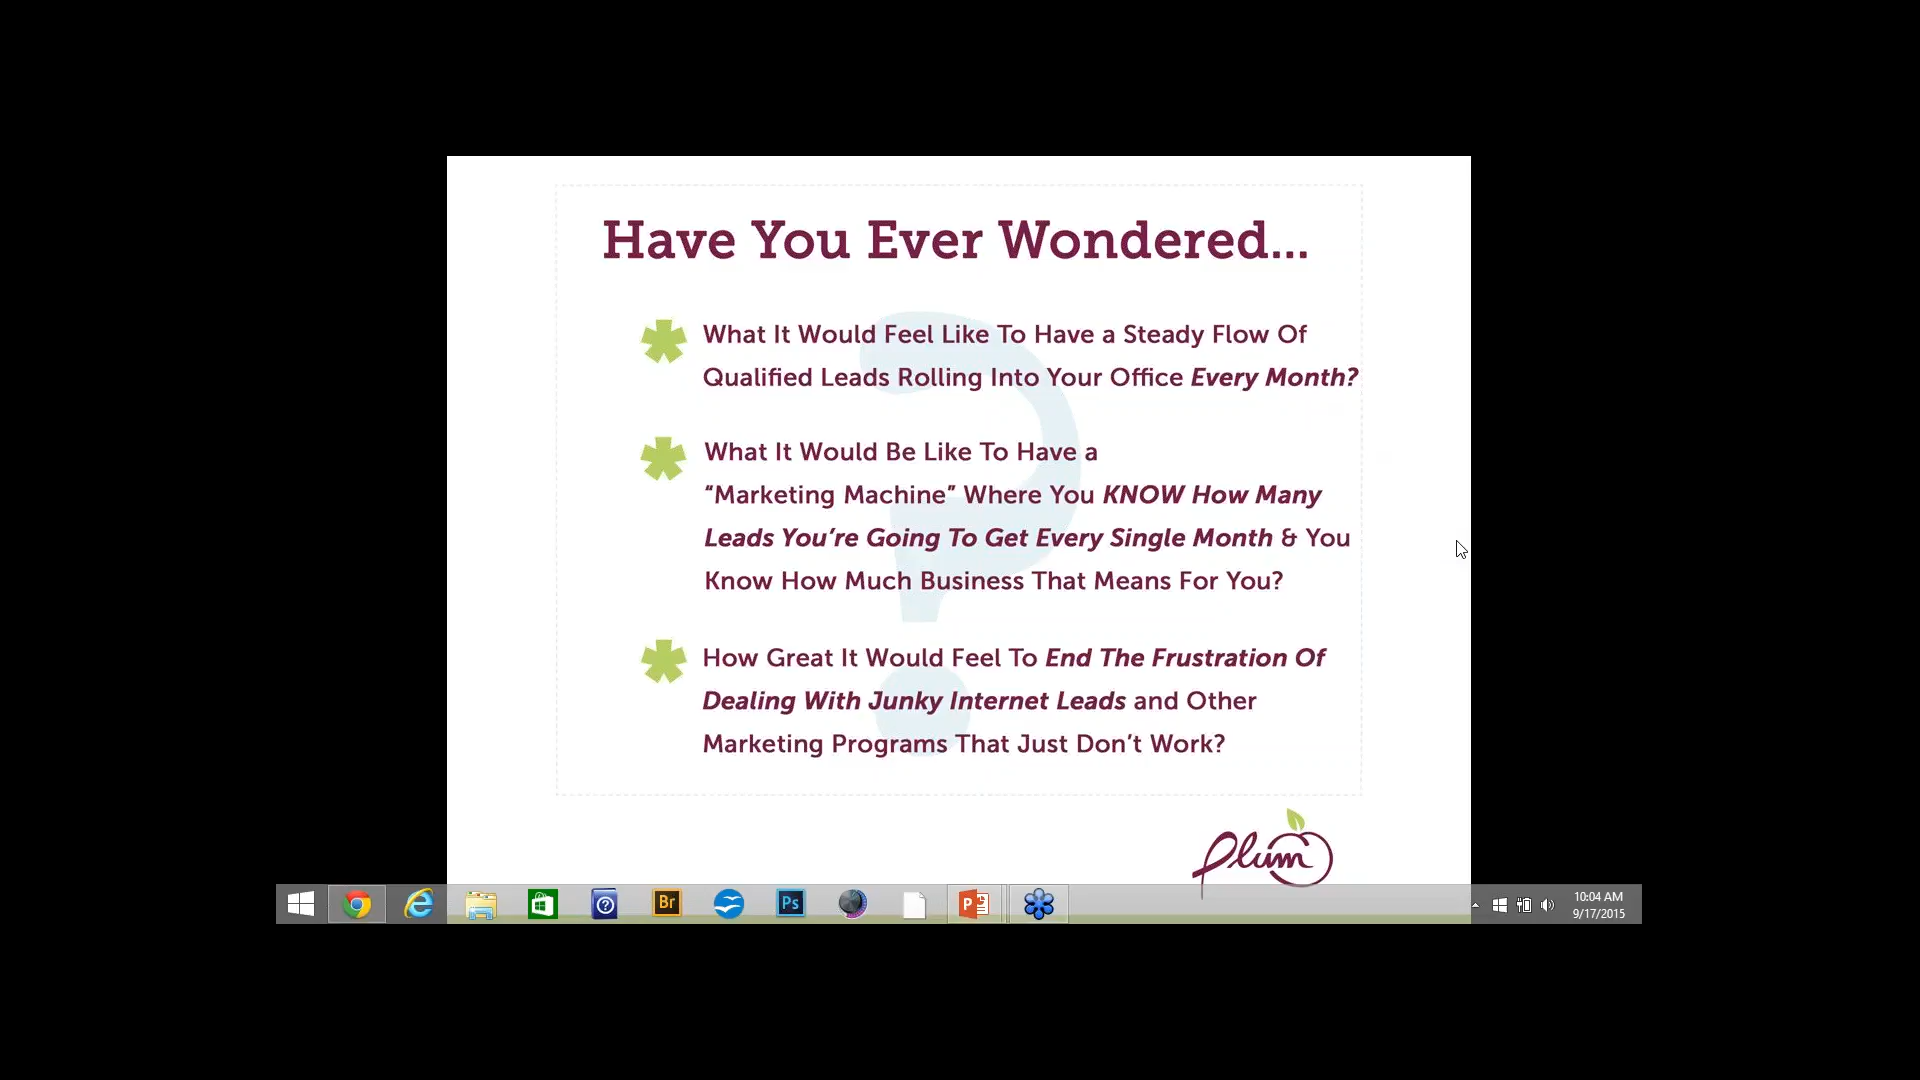 Have You Ever Wondered...
What It Would Feel Like To Have a Steady Flow Of
Qualified Leads Rolling Into Your Office Every Month?
What It Would Be Like To Have a
“Marketing Machine” Where You KNOW How Many
Leads You’re Going To Get Every Single Month & You
Know How Much Business That Means For You?
How Great It Would Feel To End The Frustration Of
Dealing With Junky Internet Leads and Other
Marketing Programs That Just Don’t Work?
plum
Br
Ps
P
10:04 AM
9/17/2015